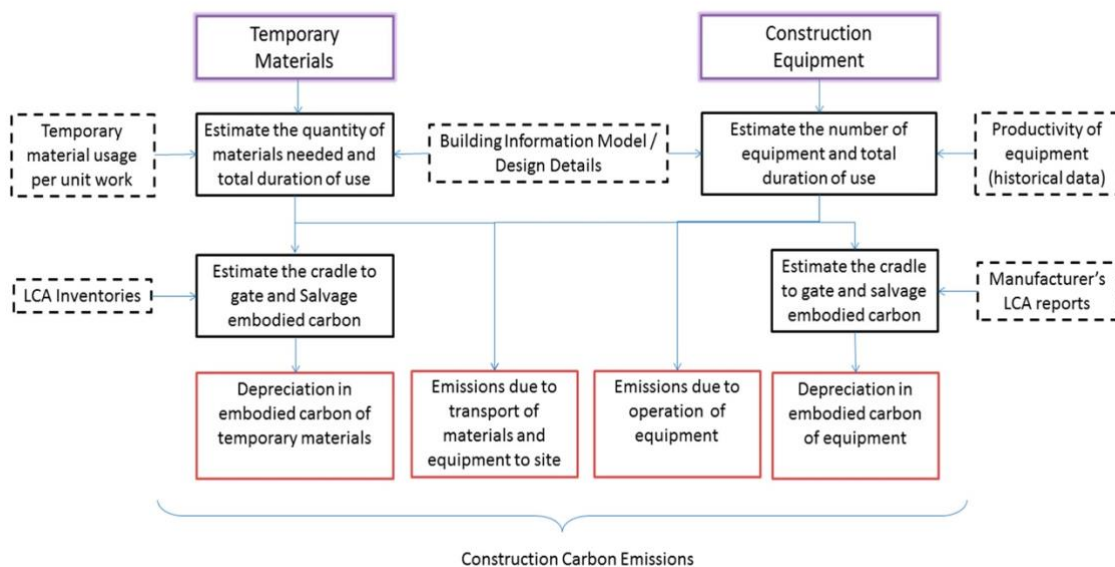 Temporary
Materials
Construction
Equipment
Temporary
material usage
per unit work
Estimate the quantity of
materials needed and
total duration of use
Building Information Model /
Design Details
Estimate the number of
equipment and total
duration of use
Productivity of
equipment
(historical data)
LCA Inventories
Estimate the cradle to
gate and Salvage
embodied carbon
Estimate the cradle
to gate and salvage
embodied carbon
Manufacturer's
LCA reports
Depreciation in
embodied carbon of
temporary materials
Emissions due to
transport of
materials and
equipment to site
Emissions due to
operation of
equipment
Depreciation in
embodied carbon
of equipment
Construction Carbon Emissions